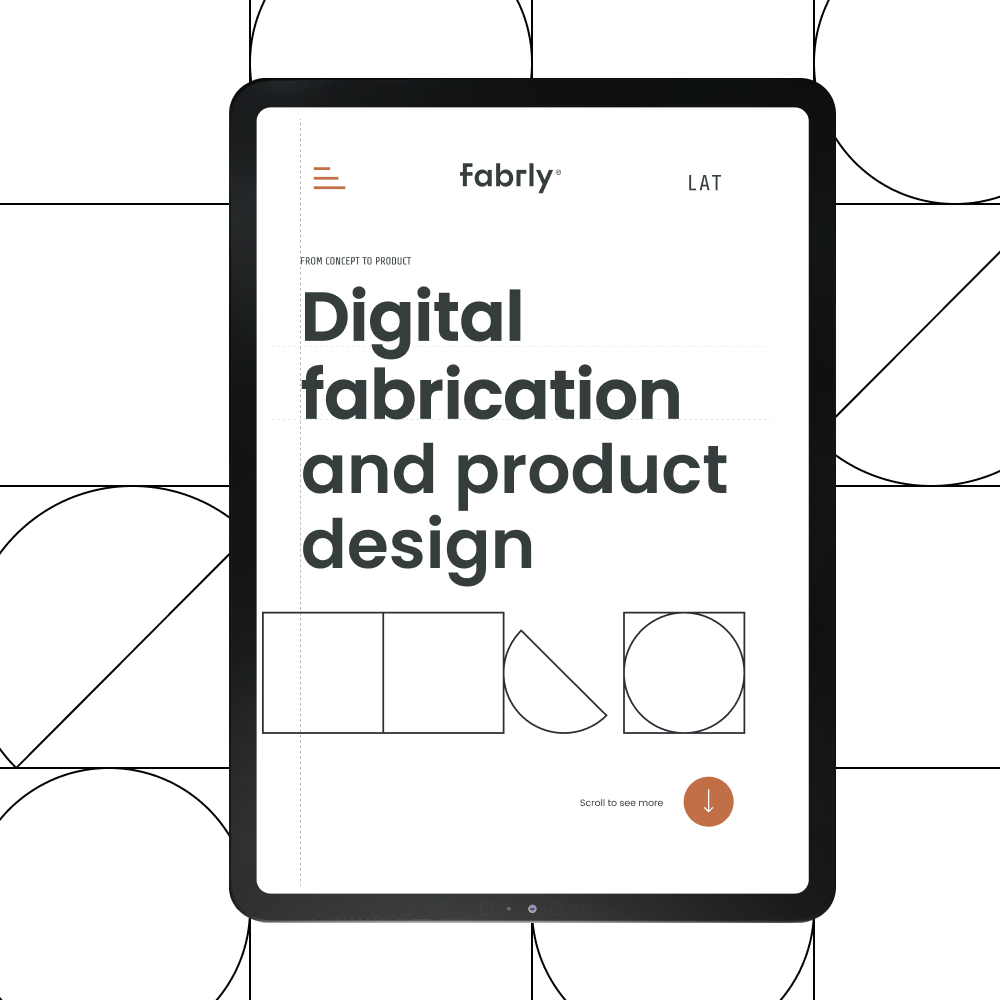 fabrly®
LAT
FROM CONCEPT TO PRODUCT
Digital
fabrication
and product
design
Scroll to see more